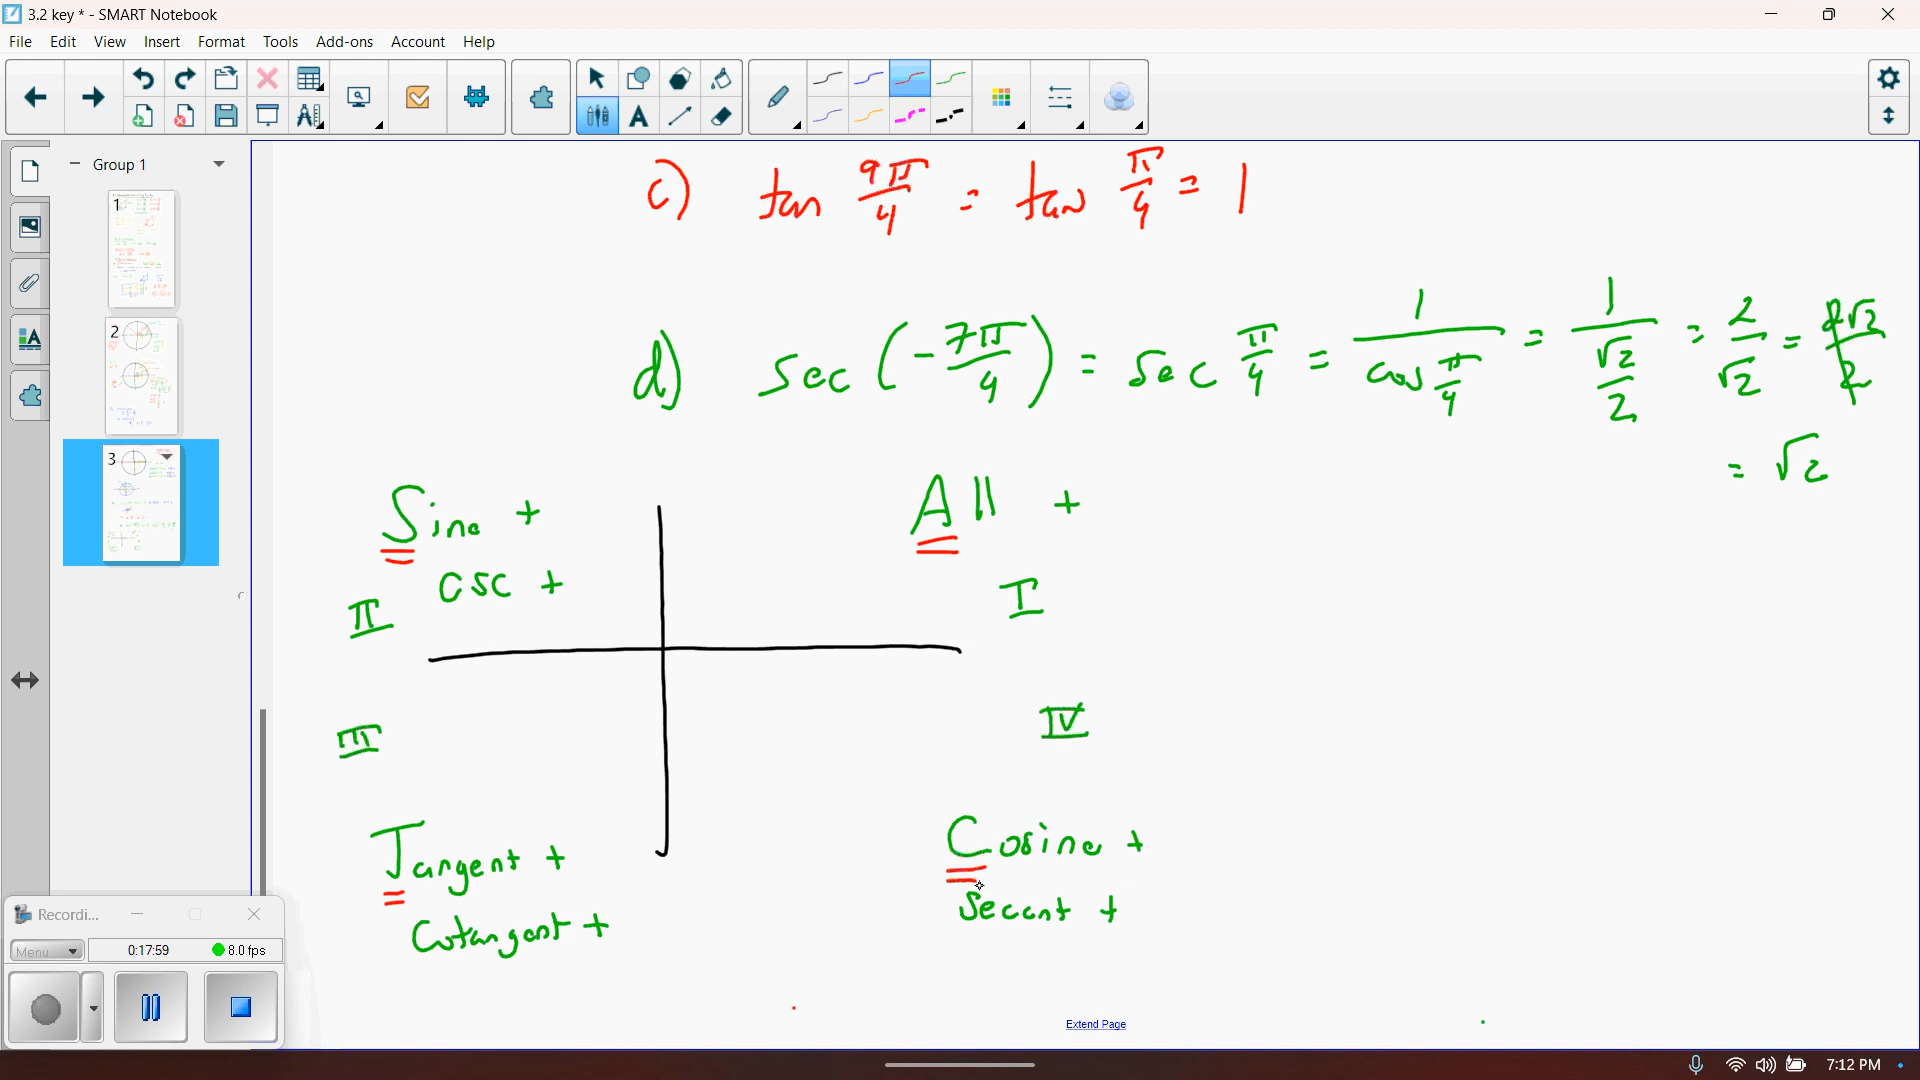 3.2 key * - SMART Notebook
File Edit View Insert Format Tools Add-ons Account Help
Group 1
1
2
3
c) tan 9π/4 = tan π/4 = 1
d) sec (-7π/4) = sec π/4 = 1/cos π/4 = 1/(√2/2) = 2/√2 = 2√2/2
= √2
Sine +
All +
csc +
II
I
III
IV
Tangent +
Cosine +
Cotangent +
Secant +
Extend Page
Recordi...
Menu
0:17:59
8.0 fps
7:12 PM